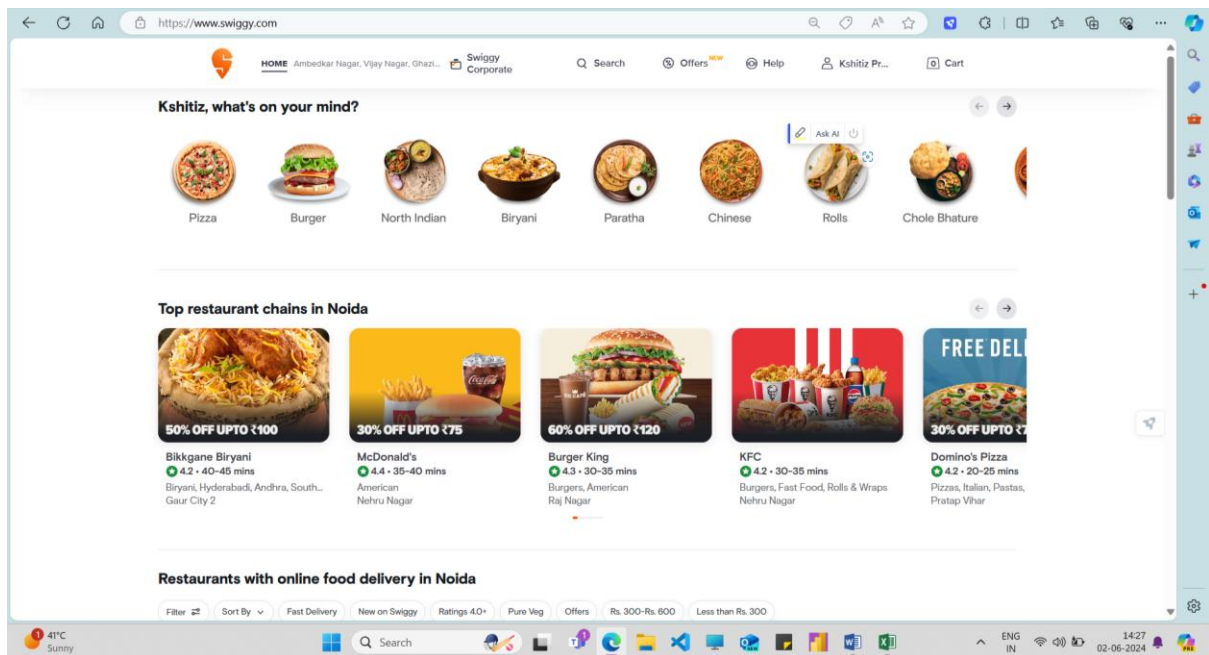 https://www.swiggy.com
HOME Ambedkar Nagar, Vijay Nagar, Ghazi...
Swiggy
Corporate
Search
Offers NEW
Help
Kshitiz Pr...
0 Cart
Kshitiz, what's on your mind?
Ask AI
Pizza
Burger
North Indian
Biryani
Paratha
Chinese
Rolls
Chole Bhature
Top restaurant chains in Noida
50% OFF UPTO ₹100
Bikkgane Biryani
4.2 • 40-45 mins
Biryani, Hyderabadi, Andhra, South...
Gaur City 2
30% OFF UPTO ₹75
McDonald's
4.4 • 35-40 mins
American
Nehru Nagar
60% OFF UPTO ₹120
Burger King
4.3 • 30-35 mins
Burgers, American
Raj Nagar
KFC
4.2 • 30-35 mins
Burgers, Fast Food, Rolls & Wraps
Nehru Nagar
FREE DELI
30% OFF UPTO ₹7
Domino's Pizza
4.2 • 20-25 mins
Pizzas, Italian, Pastas,
Pratap Vihar
Restaurants with online food delivery in Noida
Filter
Sort By
Fast Delivery
New on Swiggy
Ratings 4.0+
Pure Veg
Offers
Rs. 300-Rs. 600
Less than Rs. 300
1
41°C
Sunny
Search
ENG
IN
14:27
02-06-2024